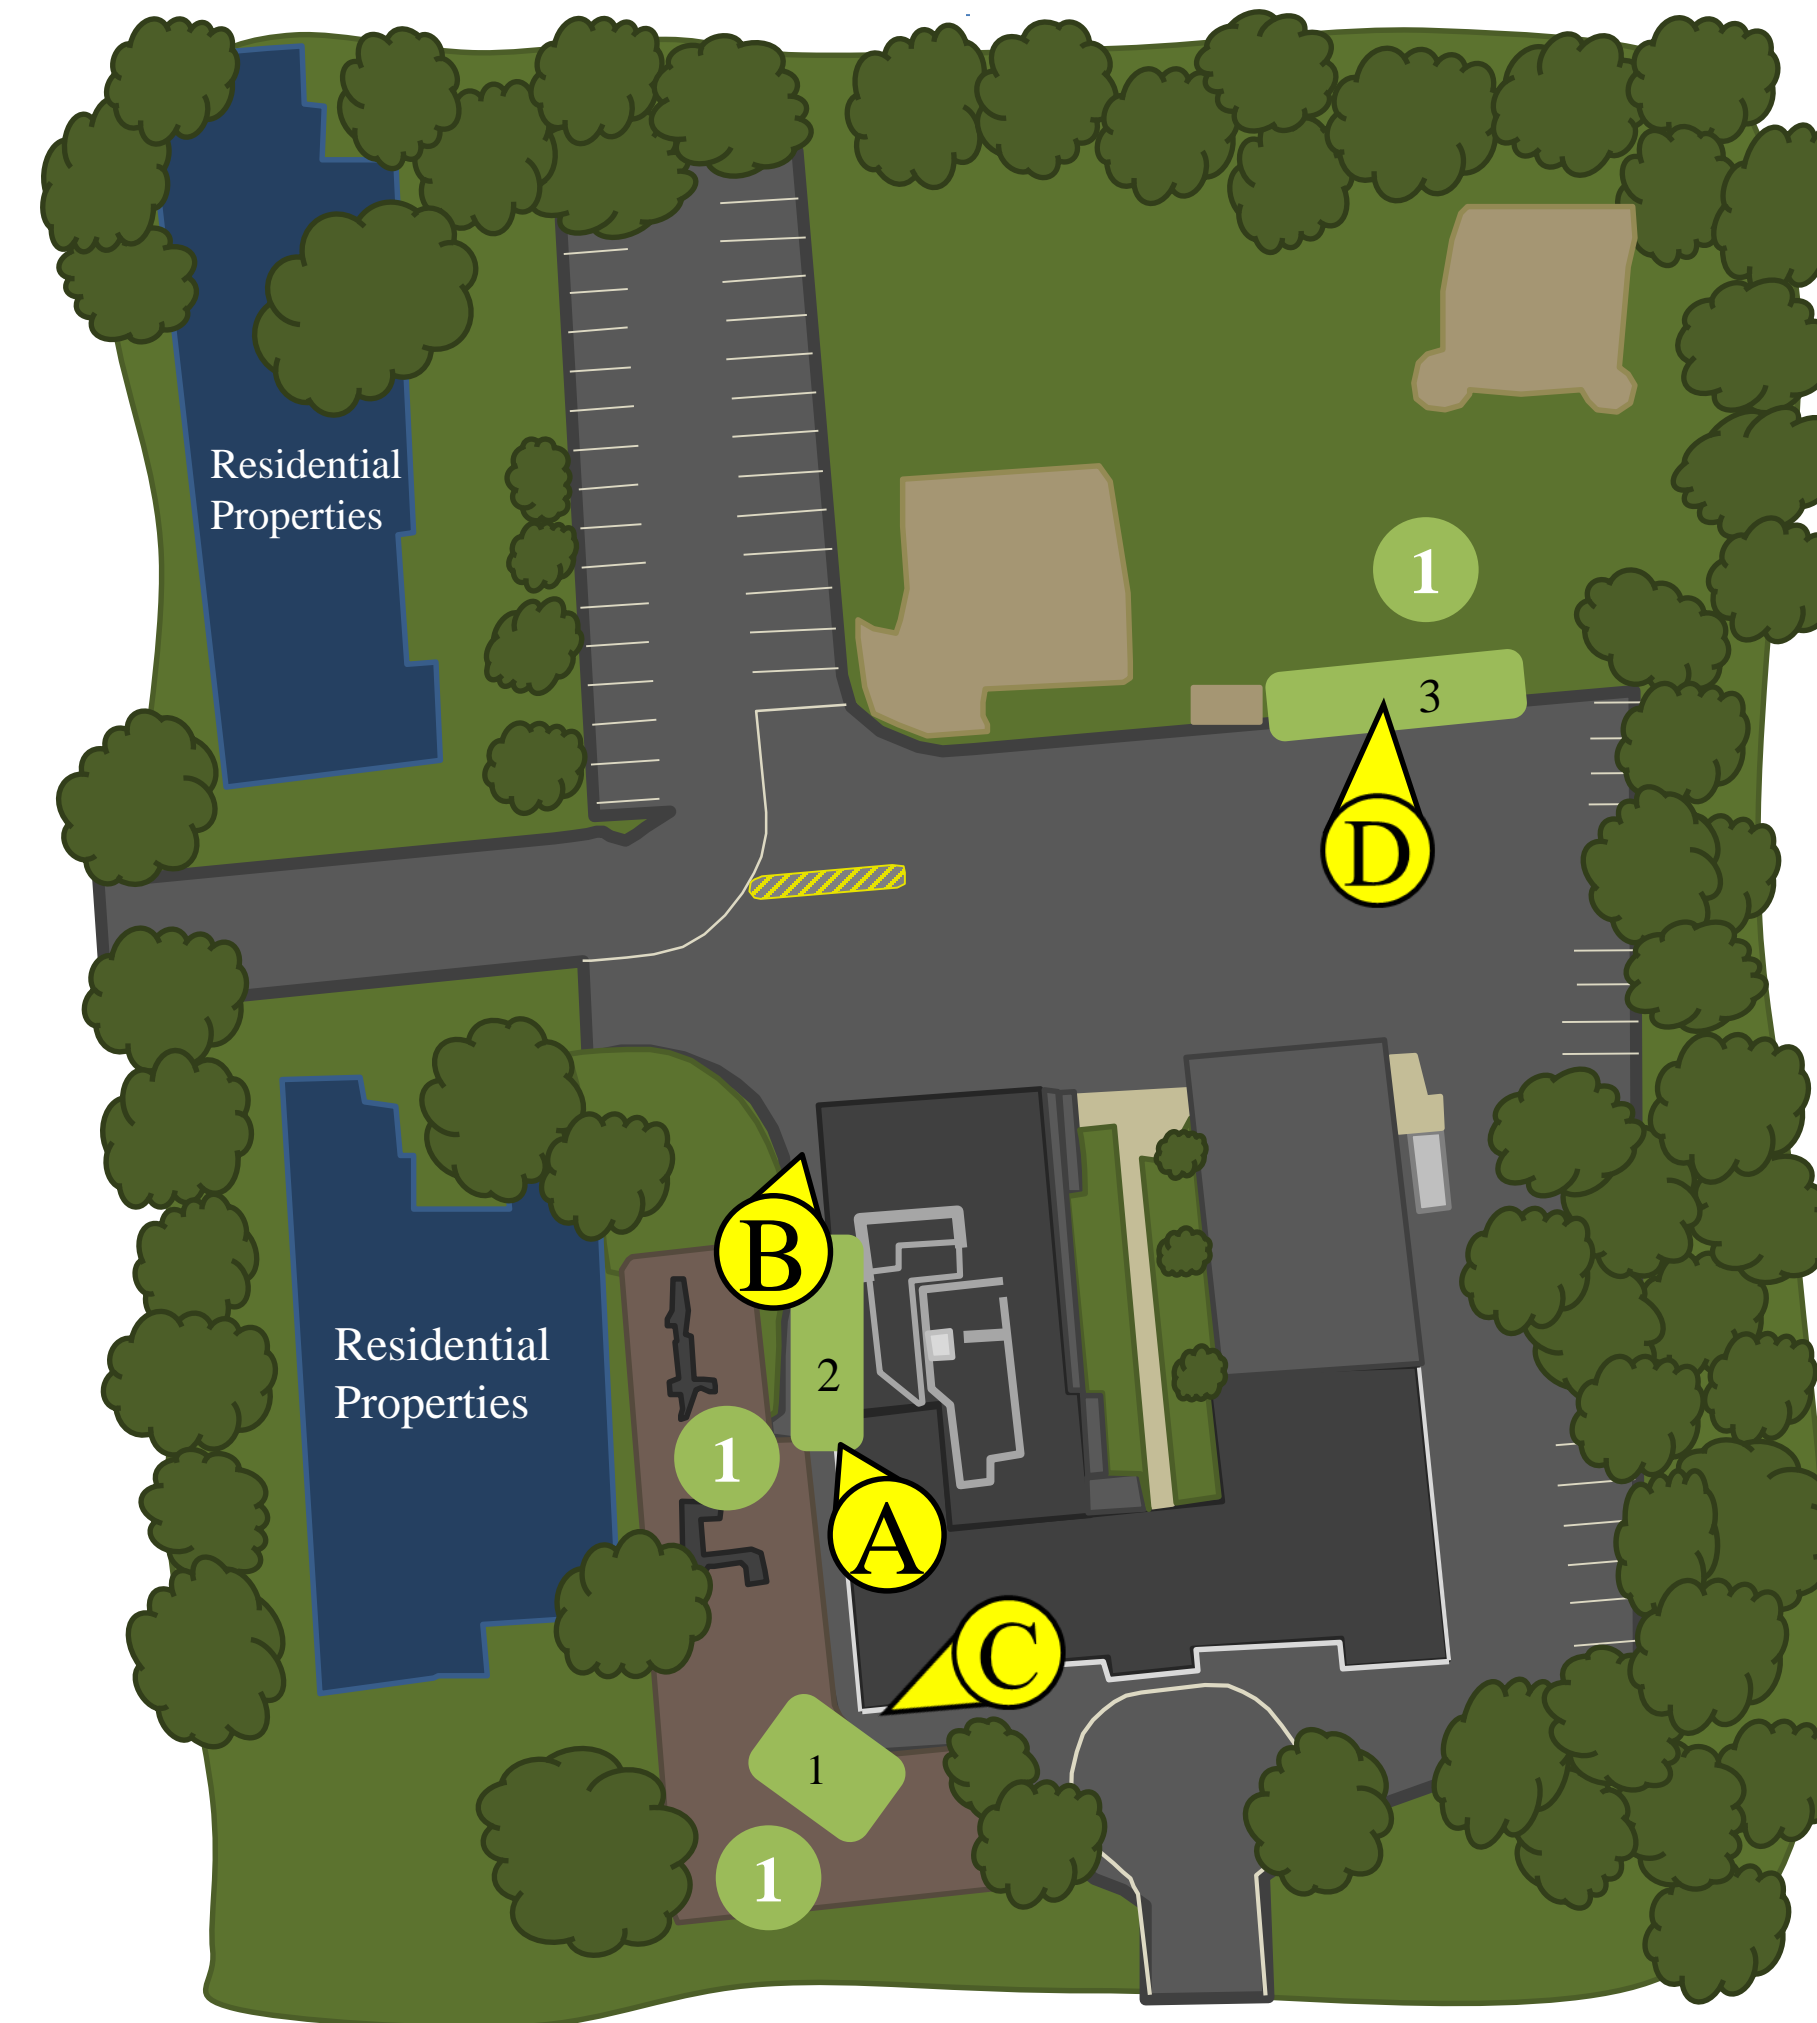 Residential
Properties
1
3
D
B
Residential
Properties
2
1
A
C
1
1